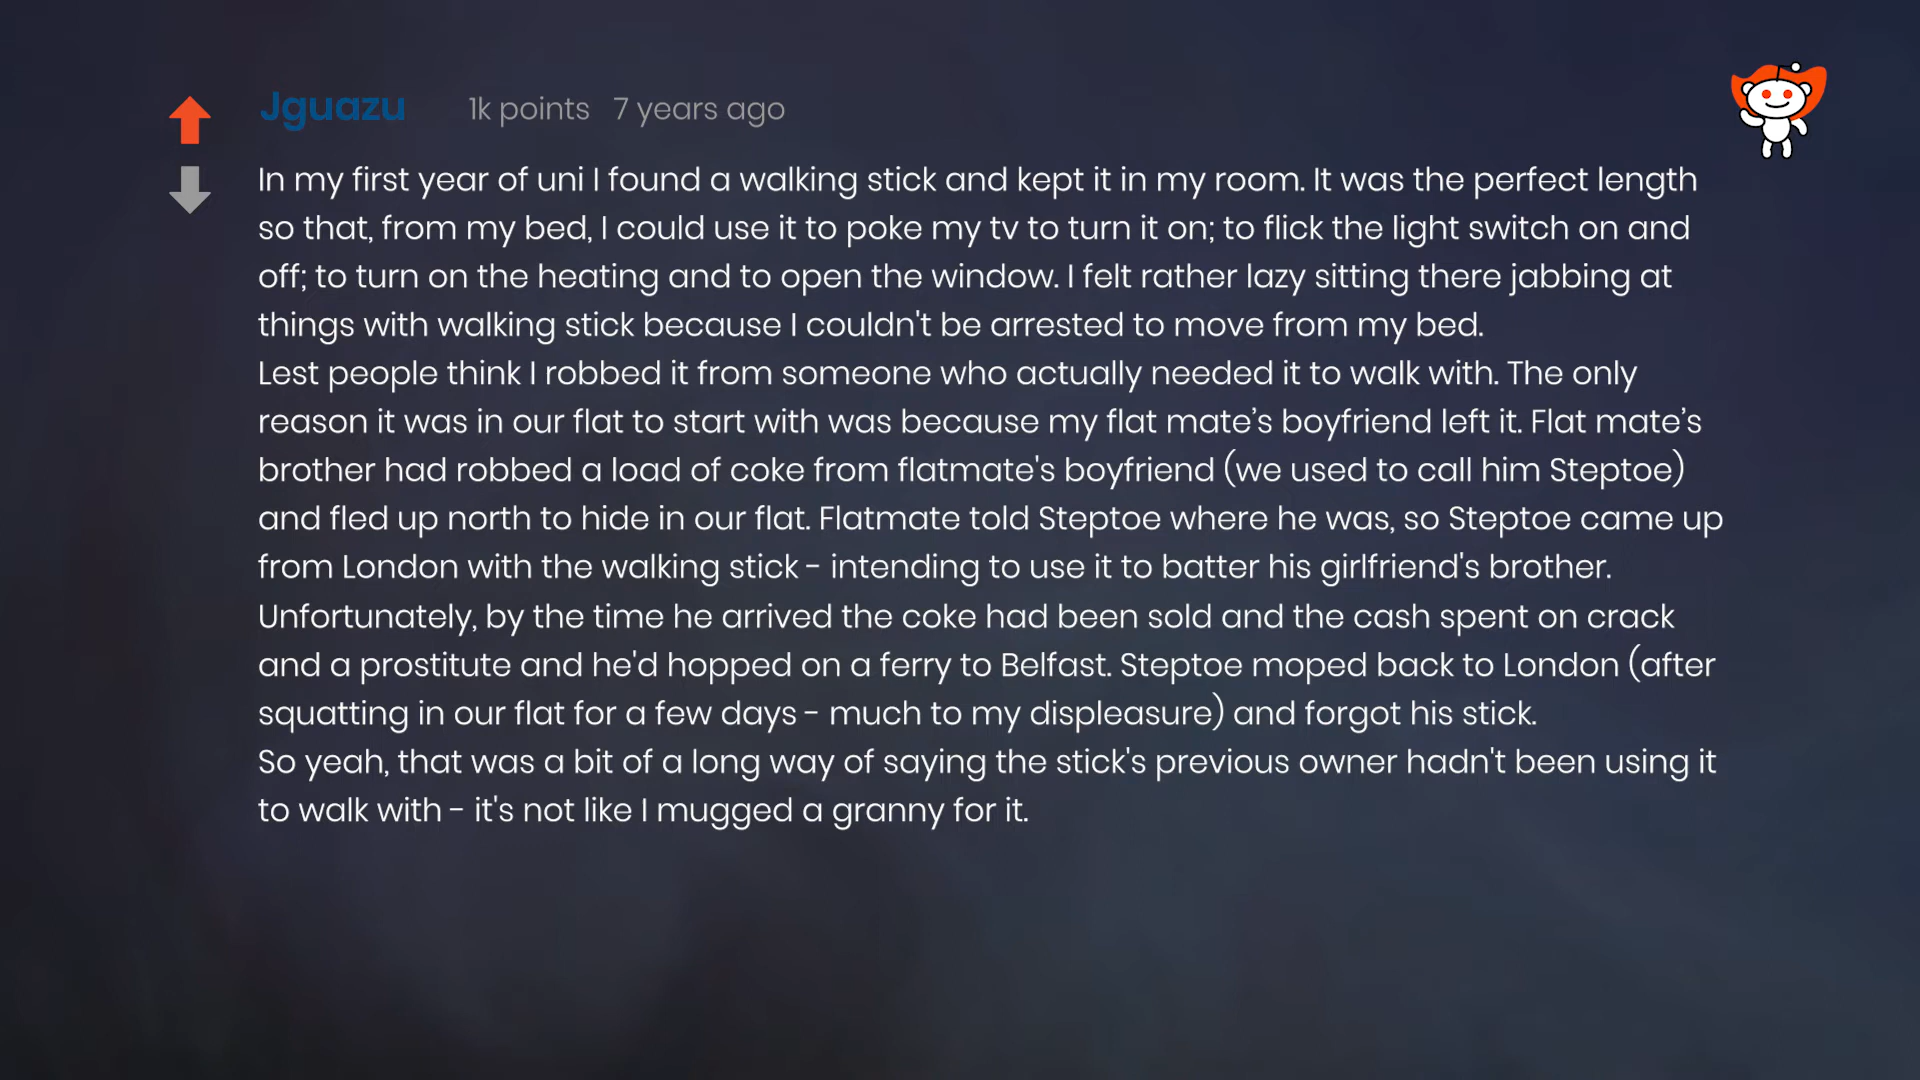 Jguazu 1k points 7 years ago
In my first year of uni I found a walking stick and kept it in my room. It was the perfect length
so that, from my bed, I could use it to poke my tv to turn it on; to flick the light switch on and
off; to turn on the heating and to open the window. I felt rather lazy sitting there jabbing at
things with walking stick because I couldn't be arrested to move from my bed.
Lest people think I robbed it from someone who actually needed it to walk with. The only
reason it was in our flat to start with was because my flat mate’s boyfriend left it. Flat mate’s
brother had robbed a load of coke from flatmate's boyfriend (we used to call him Steptoe)
and fled up north to hide in our flat. Flatmate told Steptoe where he was, so Steptoe came up
from London with the walking stick - intending to use it to batter his girlfriend's brother.
Unfortunately, by the time he arrived the coke had been sold and the cash spent on crack
and a prostitute and he'd hopped on a ferry to Belfast. Steptoe moped back to London (after
squatting in our flat for a few days - much to my displeasure) and forgot his stick.
So yeah, that was a bit of a long way of saying the stick's previous owner hadn't been using it
to walk with - it's not like I mugged a granny for it.